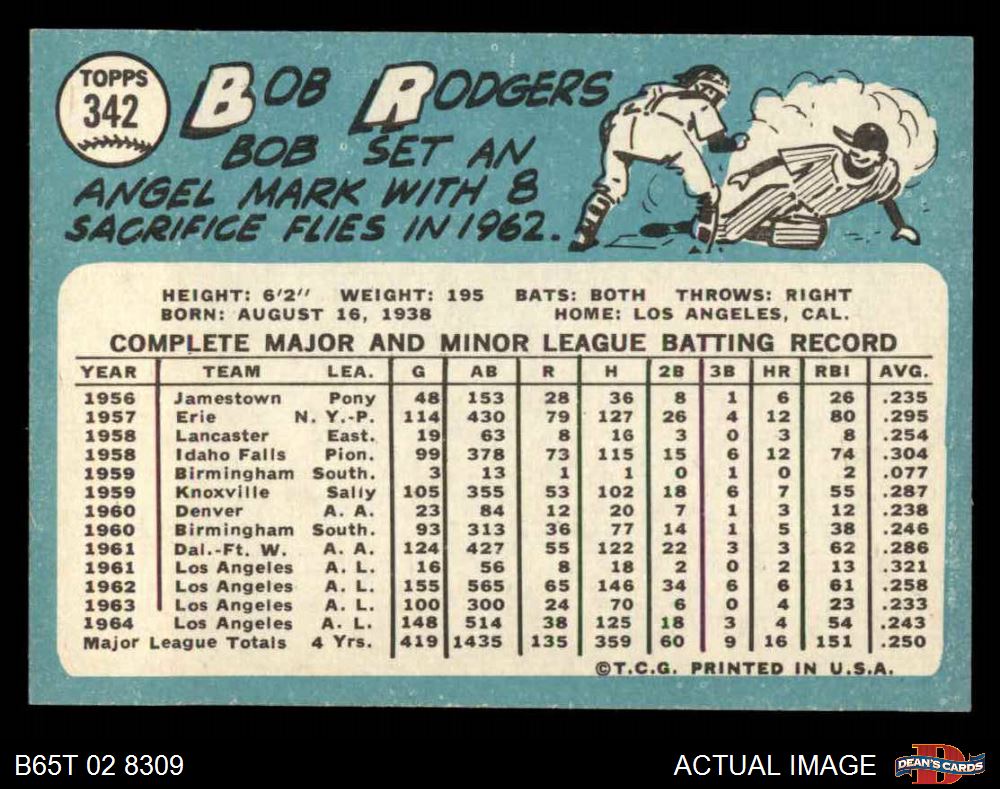 TOPPS
342
BOB RODGERS
BOB SET AN
ANGEL MARK WITH 8
SACRIFICE FLIES IN 1962.
HEIGHT: 6'2" WEIGHT: 195 BATS: BOTH THROWS: RIGHT
BORN: AUGUST 16, 1938 HOME: LOS ANGELES, CAL.
COMPLETE MAJOR AND MINOR LEAGUE BATTING RECORD
YEAR TEAM LEA. G AB R H 2B 3B HR RBI AVG.
1956 Jamestown Pony 48 153 28 36 8 1 6 26 .235
1957 Erie N. Y.-P. 114 430 79 127 26 4 12 80 .295
1958 Lancaster East. 19 63 8 16 3 0 3 8 .254
1958 Idaho Falls Pion. 99 378 73 115 15 6 12 74 .304
1959 Birmingham South. 3 13 1 1 0 1 0 2 .077
1959 Knoxville Sally 105 355 53 102 18 6 7 55 .287
1960 Denver A. A. 23 84 12 20 7 1 3 12 .238
1960 Birmingham South. 93 313 36 77 14 1 5 38 .246
1961 Dal.-Ft. W. A. A. 124 427 55 122 22 3 3 62 .286
1961 Los Angeles A. L. 16 56 8 18 2 0 2 13 .321
1962 Los Angeles A. L. 155 565 65 146 34 6 6 61 .258
1963 Los Angeles A. L. 100 300 24 70 6 0 4 23 .233
1964 Los Angeles A. L. 148 514 38 125 18 3 4 54 .243
Major League Totals 4 Yrs. 419 1435 135 359 60 9 16 151 .250
©T.C.G. PRINTED IN U.S.A.
B65T 02 8309
ACTUAL IMAGE
DEAN'S CARDS